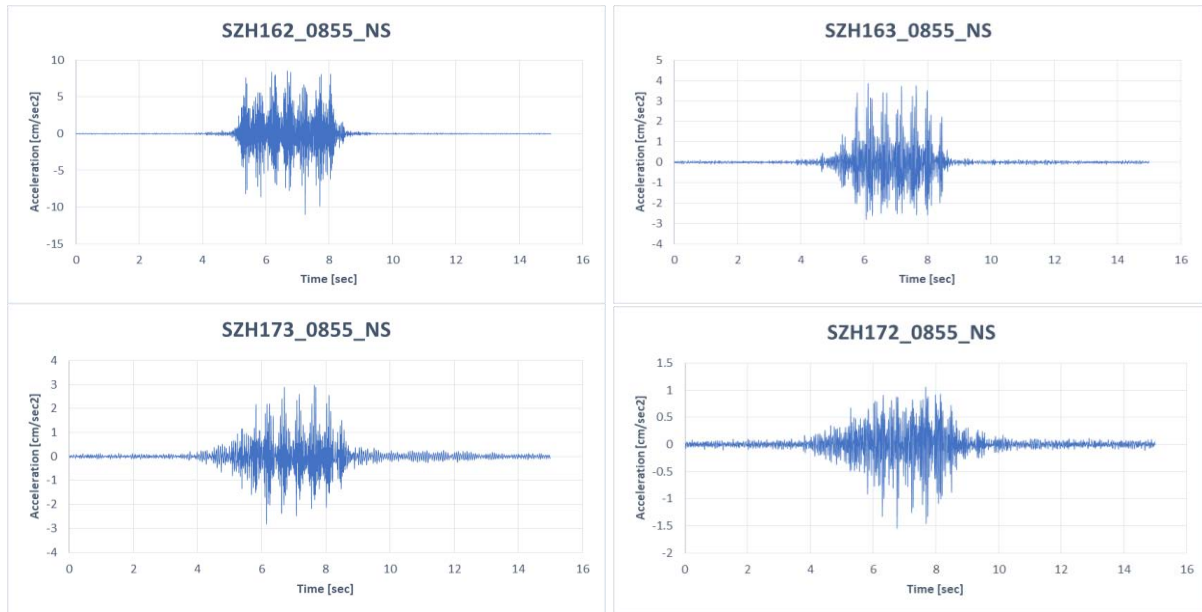 SZH162_0855_NS
10
5
0
-5
-10
-15
0 2 4 6 8 10 12 14 16
Acceleration [cm/sec2]
Time [sec]
SZH163_0855_NS
5
4
3
2
1
0
-1
-2
-3
-4
0 2 4 6 8 10 12 14 16
Acceleration [cm/sec2]
Time [sec]
SZH173_0855_NS
4
3
2
1
0
-1
-2
-3
-4
0 2 4 6 8 10 12 14 16
Acceleration [cm/sec2]
Time [sec]
SZH172_0855_NS
1.5
1
0.5
0
-0.5
-1
-1.5
-2
0 2 4 6 8 10 12 14 16
Acceleration [cm/sec2]
Time [sec]